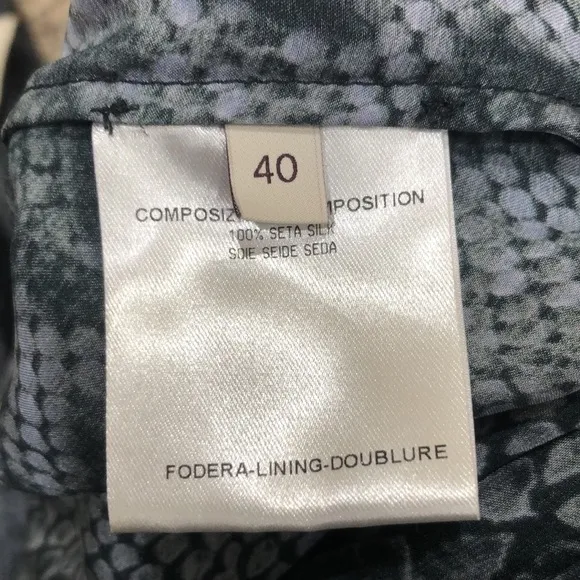 40
COMPOSIZ MPOSITION
100% SETA SILK
SOIE SEIDE SEDA
FODERA-LINING-DOUBLURE